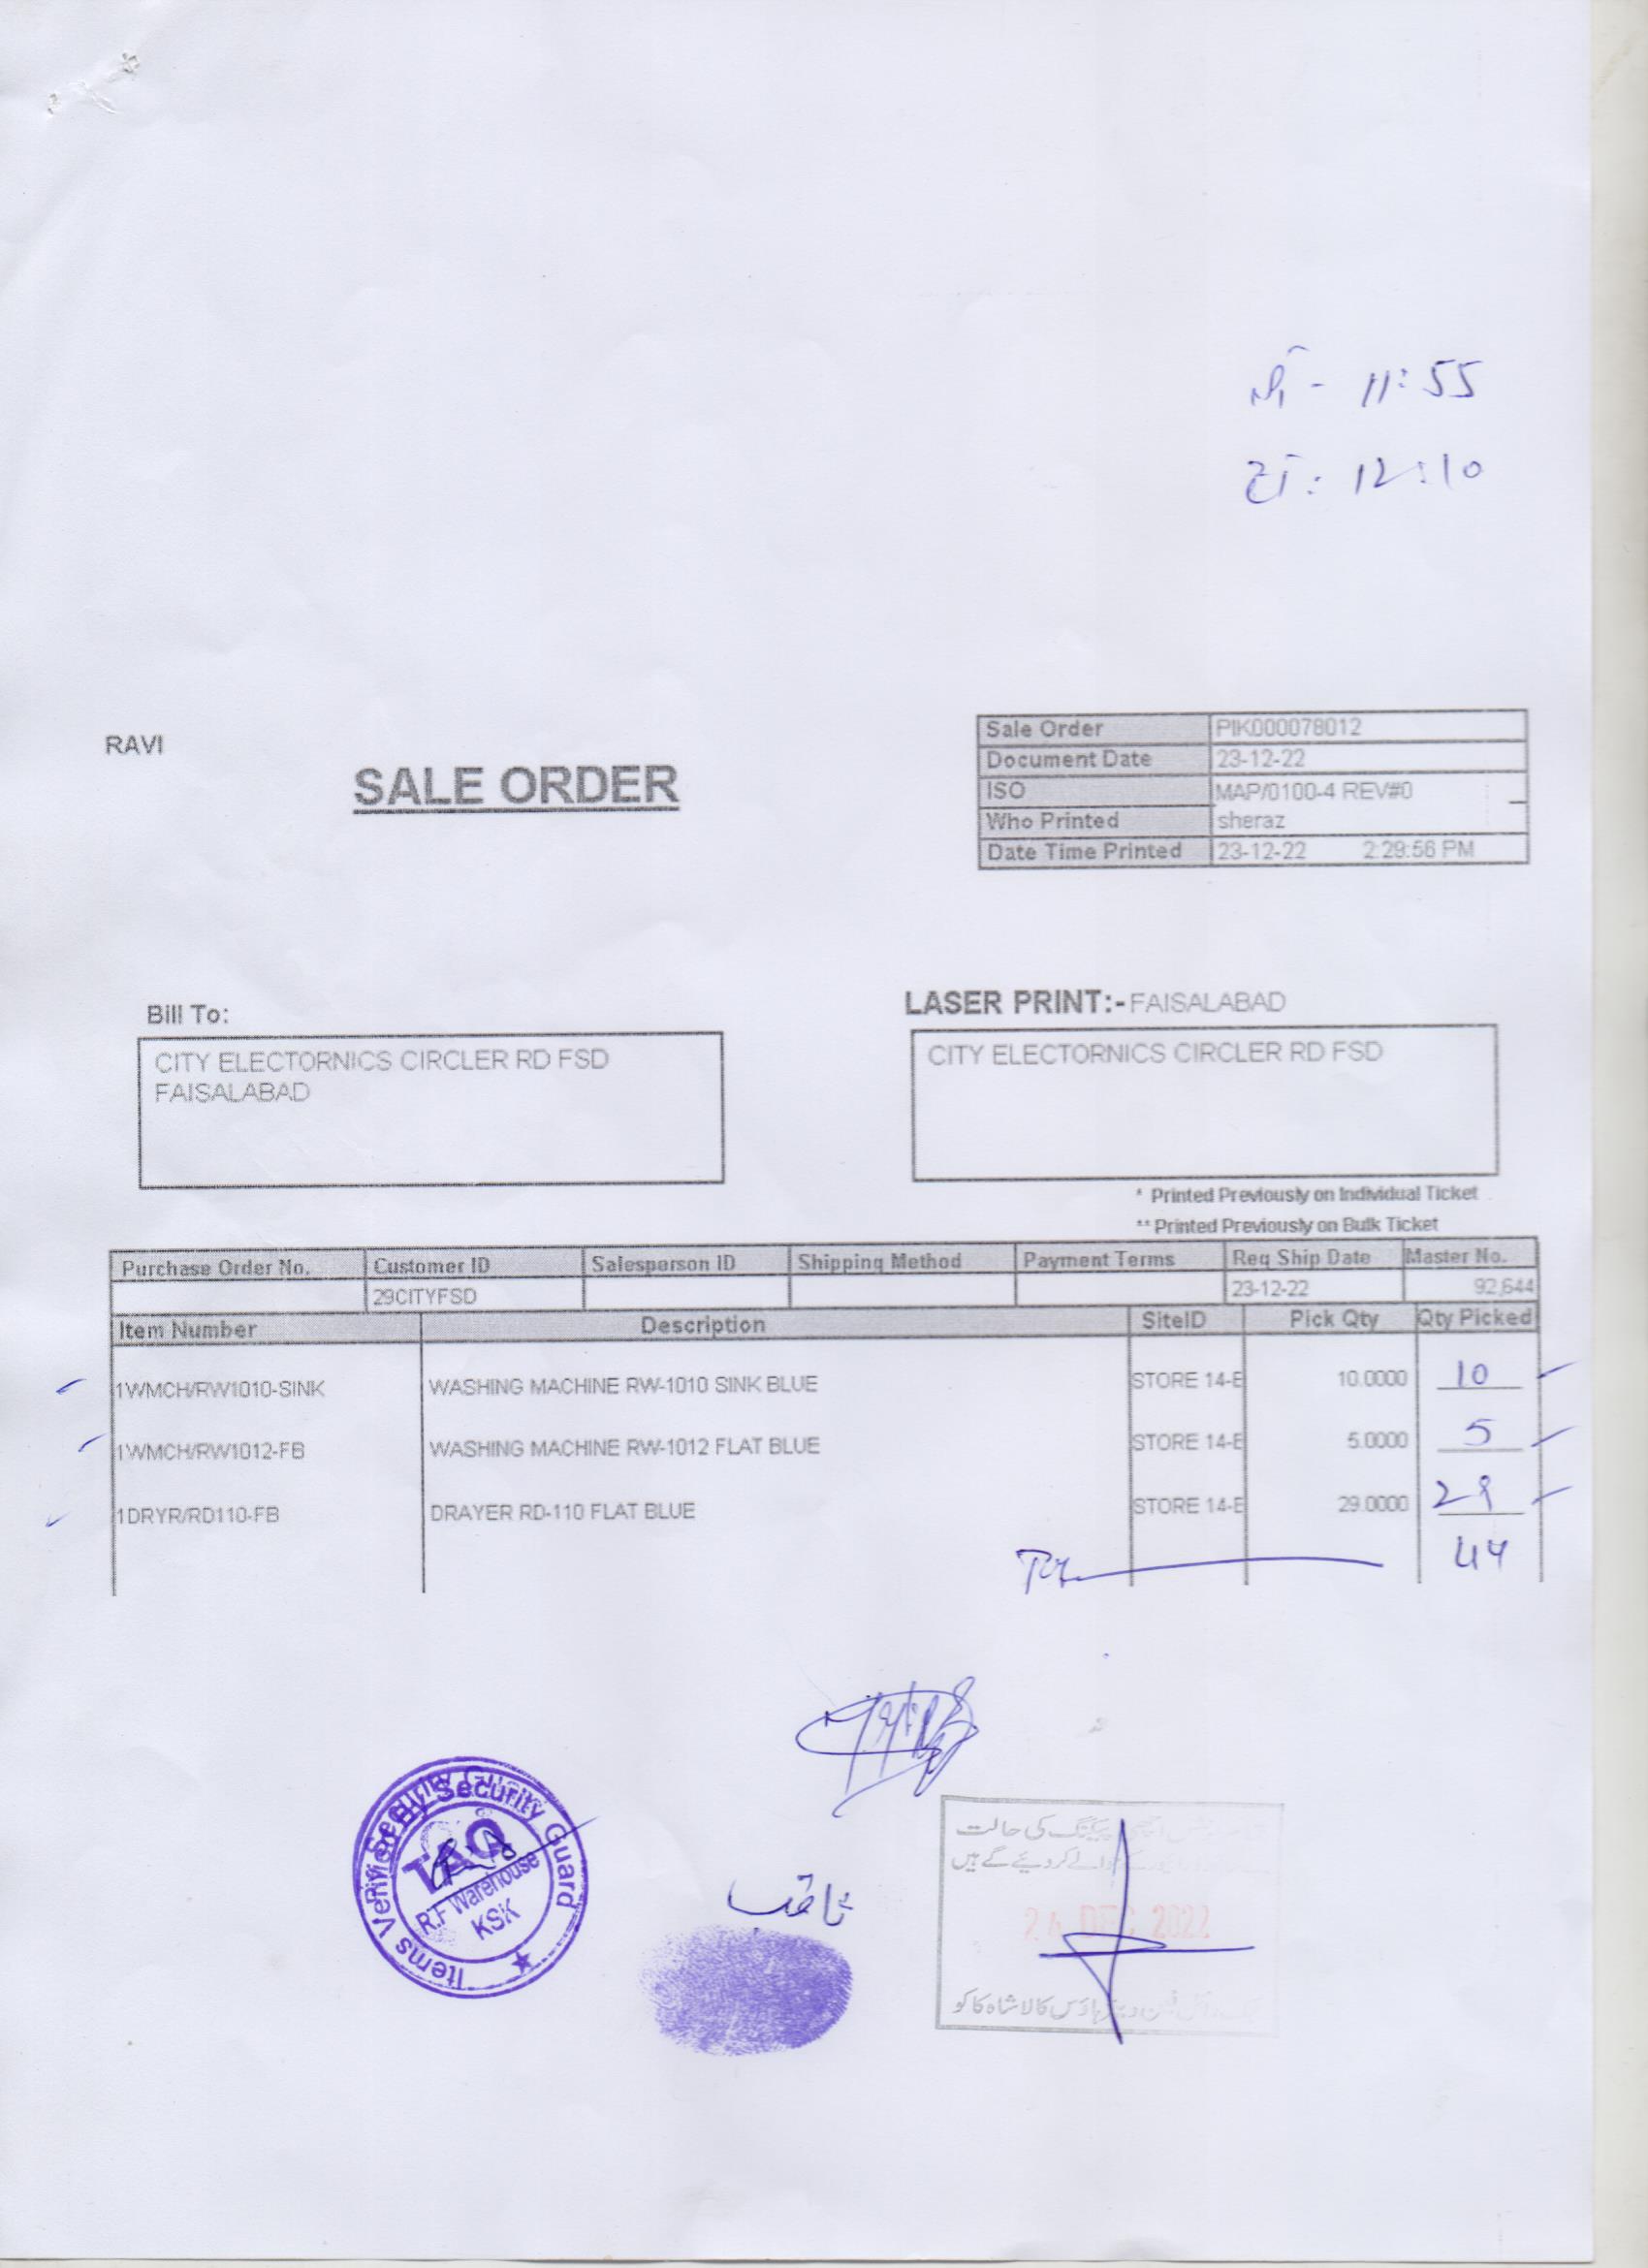 11:55
12:10
RAVI
SALE ORDER
Sale Order PIK000078012
Document Date 23-12-22
ISO MAP/0100-4 REV#0
Who Printed sheraz
Date Time Printed 23-12-22 2:29:56 PM
Bill To:
CITY ELECTORNICS CIRCLER RD FSD
FAISALABAD
LASER PRINT:- FAISALABAD
CITY ELECTORNICS CIRCLER RD FSD
* Printed Previously on Individual Ticket
** Printed Previously on Bulk Ticket
Purchase Order No. Customer ID Salesperson ID Shipping Method Payment Terms Req Ship Date Master No.
29CITYFSD 23-12-22 92,644
Item Number Description SiteID Pick Qty Qty Picked
1WMCH/RW1010-SINK WASHING MACHINE RW-1010 SINK BLUE STORE 14-E 10.0000 10
1WMCH/RW1012-FB WASHING MACHINE RW-1012 FLAT BLUE STORE 14-E 5.0000 5
1DRYR/RD110-FB DRAYER RD-110 FLAT BLUE STORE 14-E 29.0000 29
44
Items Verified By Security Guard
TAQ
R.F Warehouse
KSK
ثاقب
پیکنگ کی حالت
حوالے کردیئے گے ہیں
24 DEC 2022
ویئر ہاؤس کالا شاہ کاکو